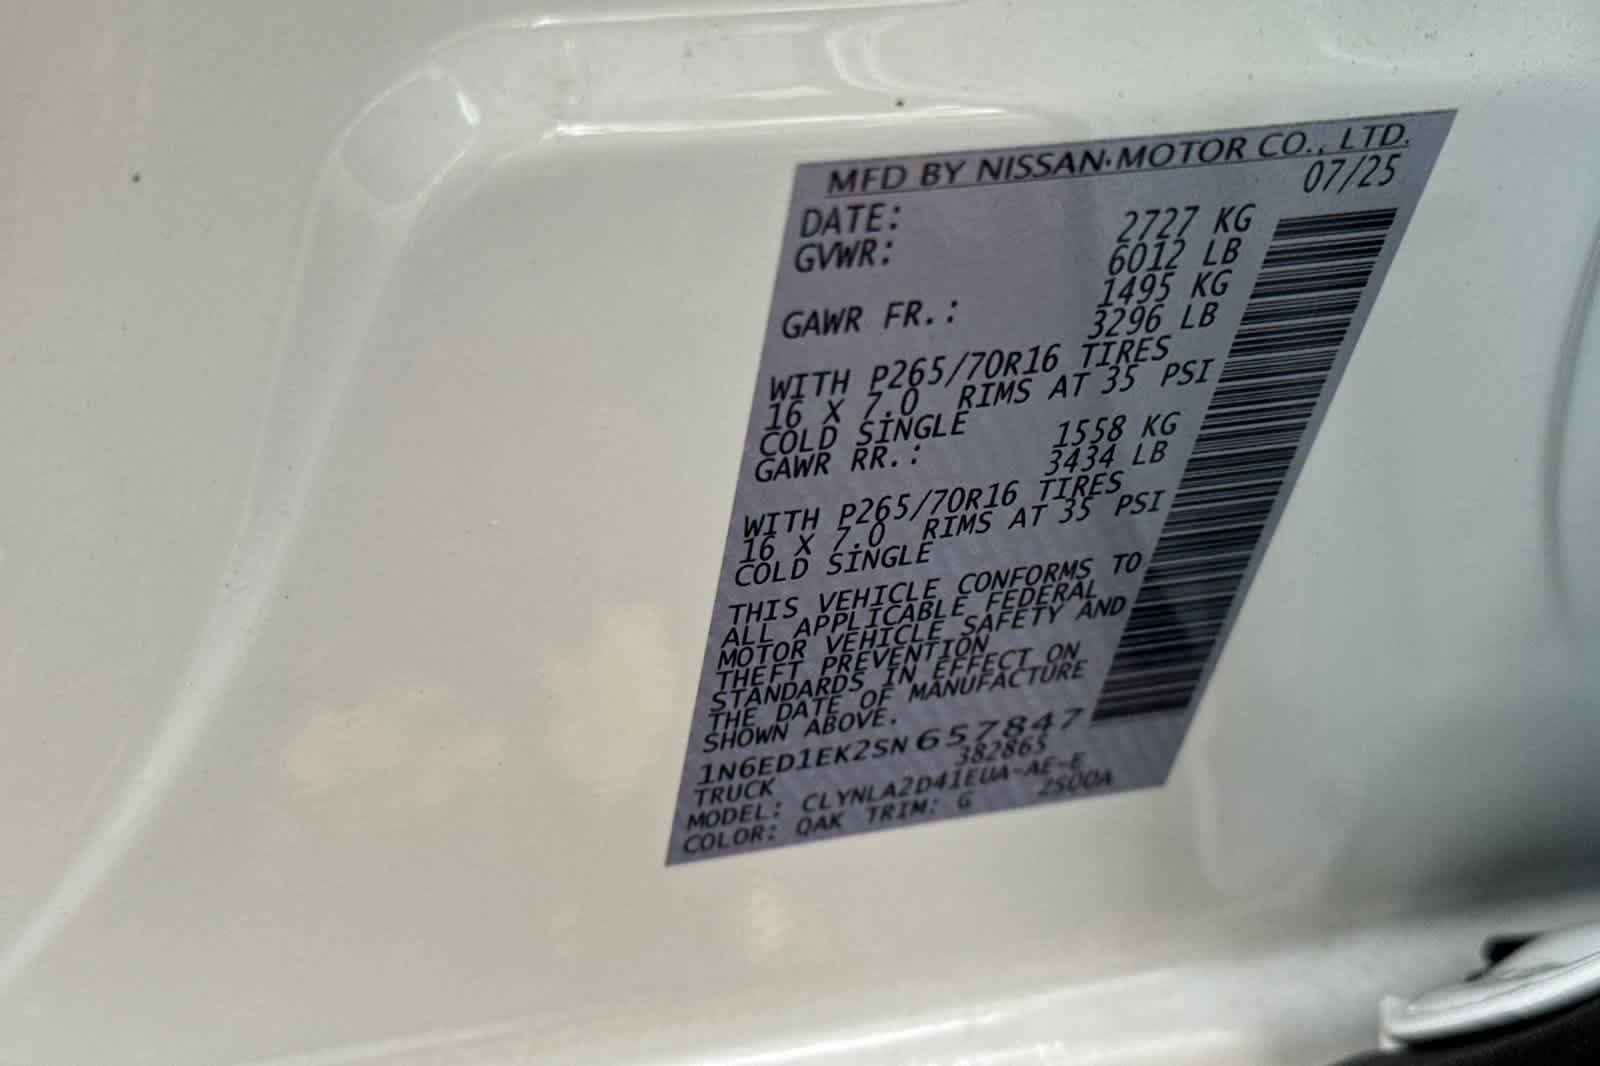 MFD BY NISSAN MOTOR CO., LTD.
DATE: 07/25
GVWR: 2727 KG
6012 LB
GAWR FR.: 1495 KG
3296 LB
WITH P265/70R16 TIRES
16 X 7.0 RIMS AT 35 PSI
COLD SINGLE
GAWR RR.: 1558 KG
3434 LB
WITH P265/70R16 TIRES
16 X 7.0 RIMS AT 35 PSI
COLD SINGLE
THIS VEHICLE CONFORMS TO
ALL APPLICABLE FEDERAL
MOTOR VEHICLE SAFETY AND
THEFT PREVENTION
STANDARDS IN EFFECT ON
THE DATE OF MANUFACTURE
SHOWN ABOVE.
1N6ED1EK2SN657847
TRUCK 382865
MODEL: CLYNLA2D41EUA-AE-E
COLOR: QAK TRIM: G 2S00A